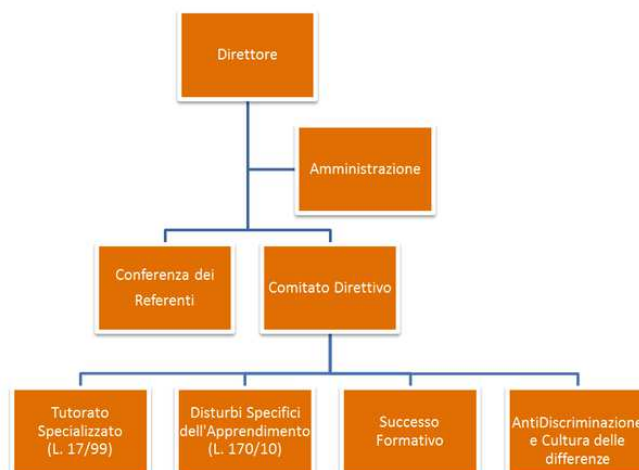 Direttore
Amministrazione
Conferenza dei
Referenti
Comitato Direttivo
Tutorato
Specializzato
(L. 17/99)
Disturbi Specifici
dell'Apprendimento
(L. 170/10)
Successo
Formativo
AntiDiscriminazione
e Cultura delle
differenze